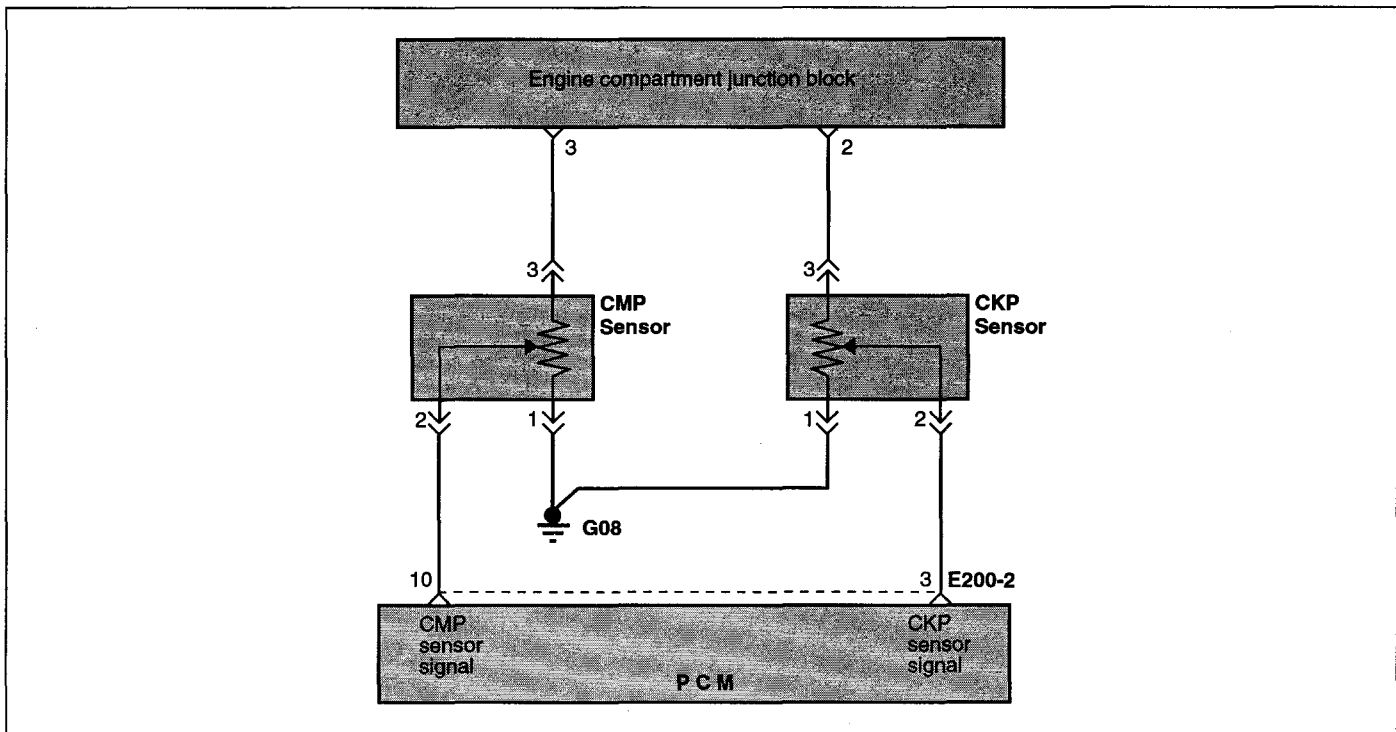 Engine compartment junction block
3
2
3
3
CMP
Sensor
CKP
Sensor
2
1
1
2
G08
10
3
E200-2
CMP
sensor
signal
CKP
sensor
signal
P C M